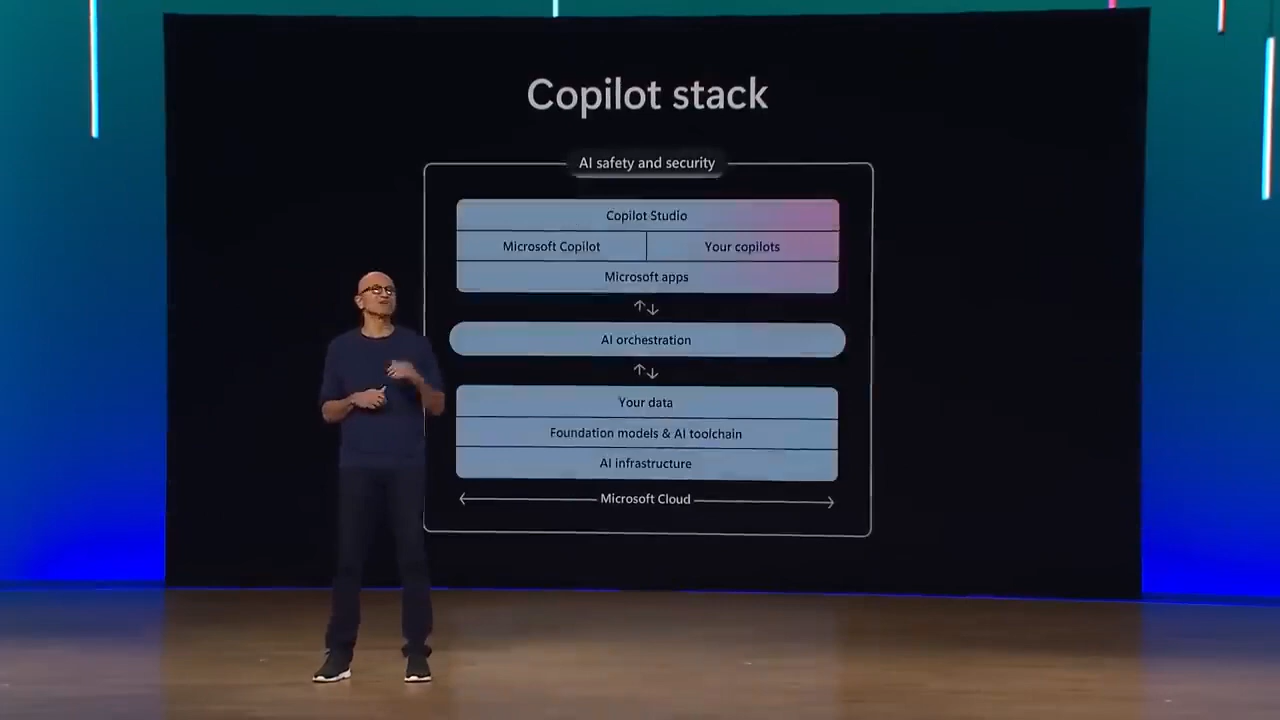 Copilot stack
AI safety and security
Copilot Studio
Microsoft Copilot
Your copilots
Microsoft apps
AI orchestration
Your data
Foundation models & AI toolchain
AI infrastructure
Microsoft Cloud